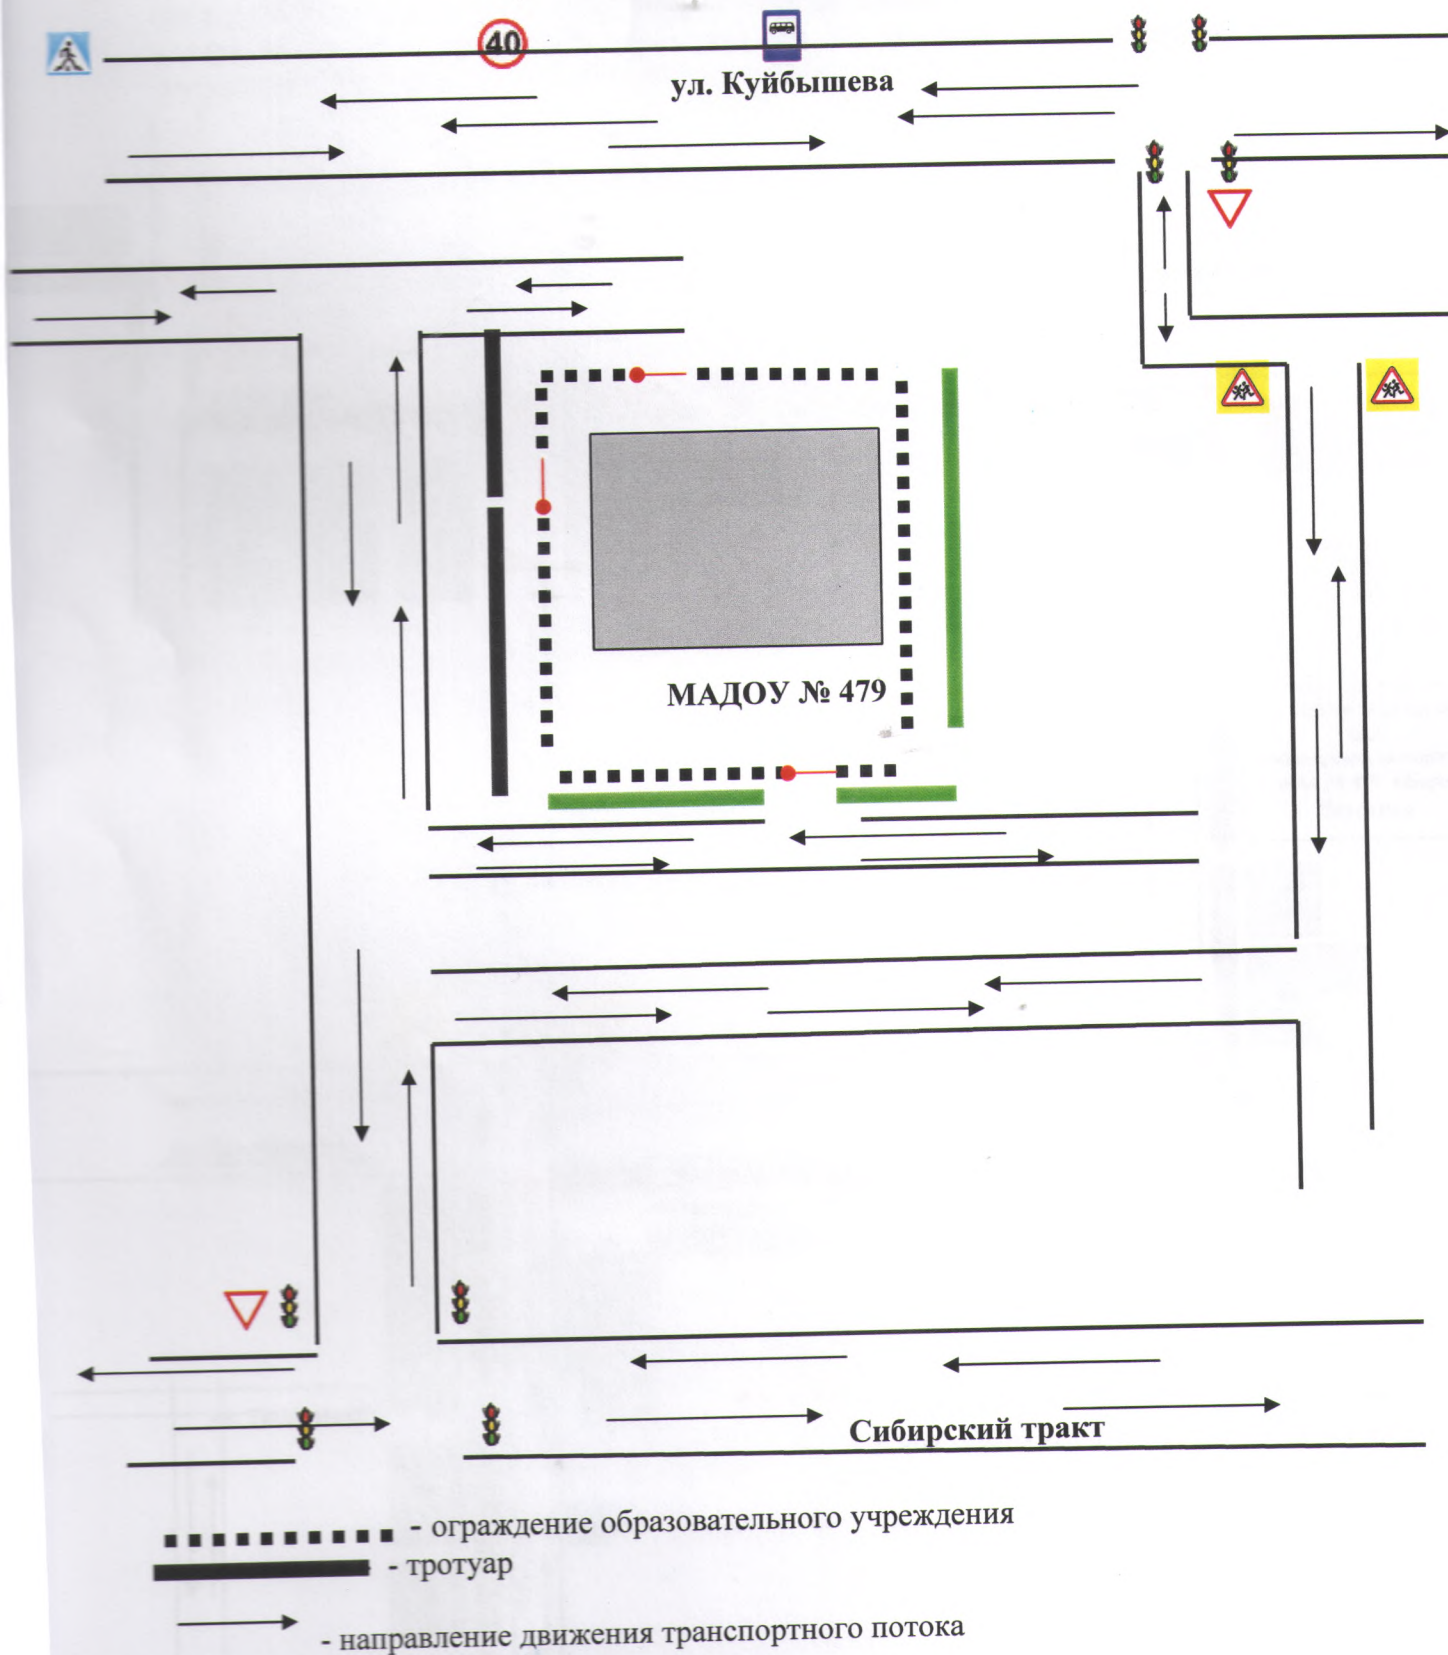 40
ул. Куйбышева
МАДОУ № 479
Сибирский тракт
- ограждение образовательного учреждения
- тротуар
- направление движения транспортного потока